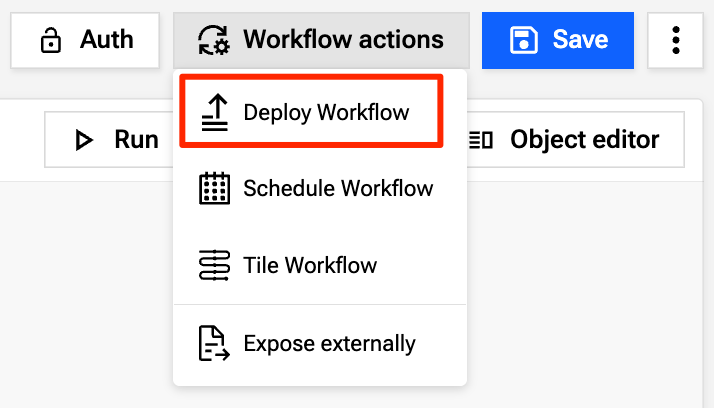 Auth
Workflow actions
Save
Deploy Workflow
Run
Object editor
Schedule Workflow
Tile Workflow
Expose externally